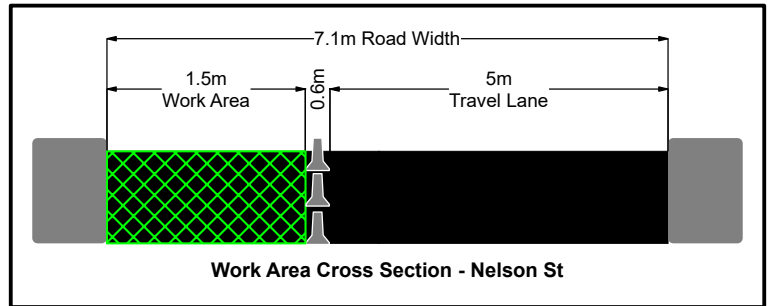 7.1m Road Width
1.5m
Work Area
0.6m
5m
Travel Lane
Work Area Cross Section - Nelson St